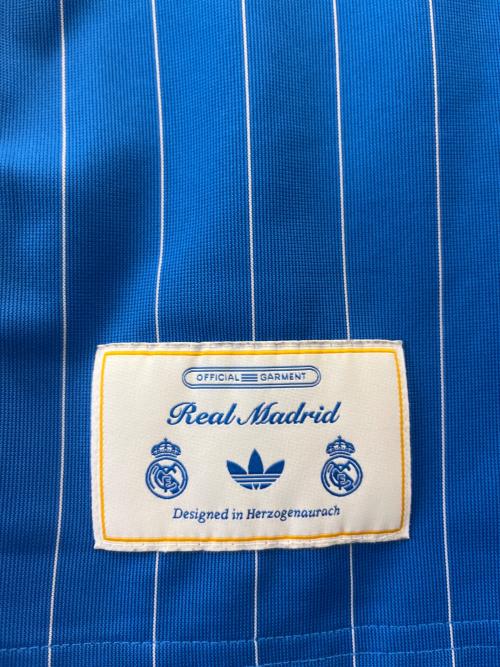 OFFICIAL GARMENT
Real Madrid
Designed in Herzogenaurach